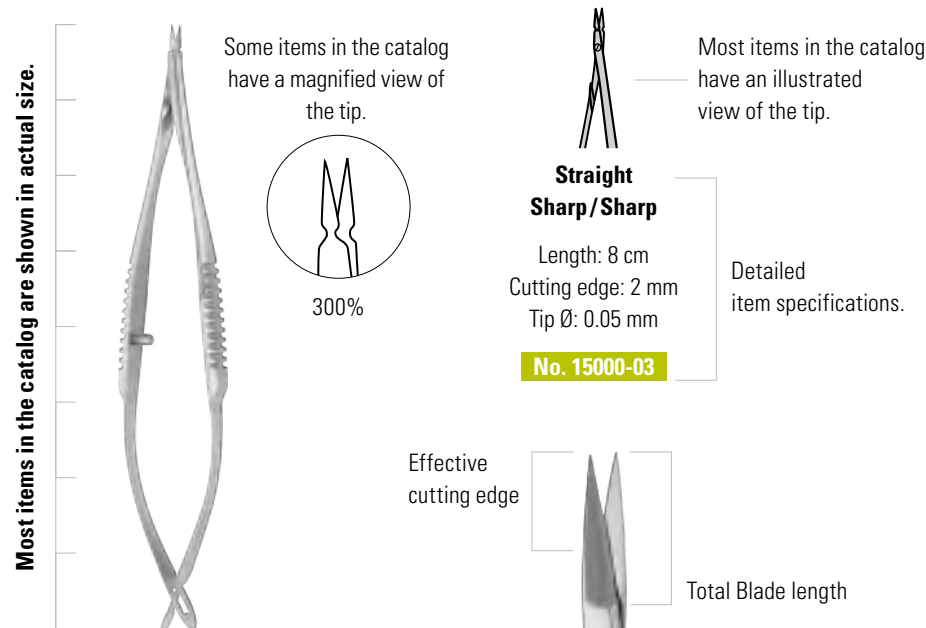 Most items in the catalog are shown in actual size.
Some items in the catalog
have a magnified view of
the tip.
300%
Most items in the catalog
have an illustrated
view of the tip.
Straight
Sharp/Sharp
Length: 8 cm
Cutting edge: 2 mm
Tip Ø: 0.05 mm
No. 15000-03
Detailed
item specifications.
Effective
cutting edge
Total Blade length